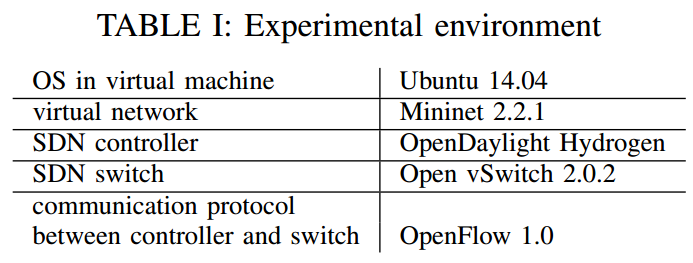 TABLE I: Experimental environment
OS in virtual machine Ubuntu 14.04
virtual network Mininet 2.2.1
SDN controller OpenDaylight Hydrogen
SDN switch Open vSwitch 2.0.2
communication protocol
between controller and switch OpenFlow 1.0